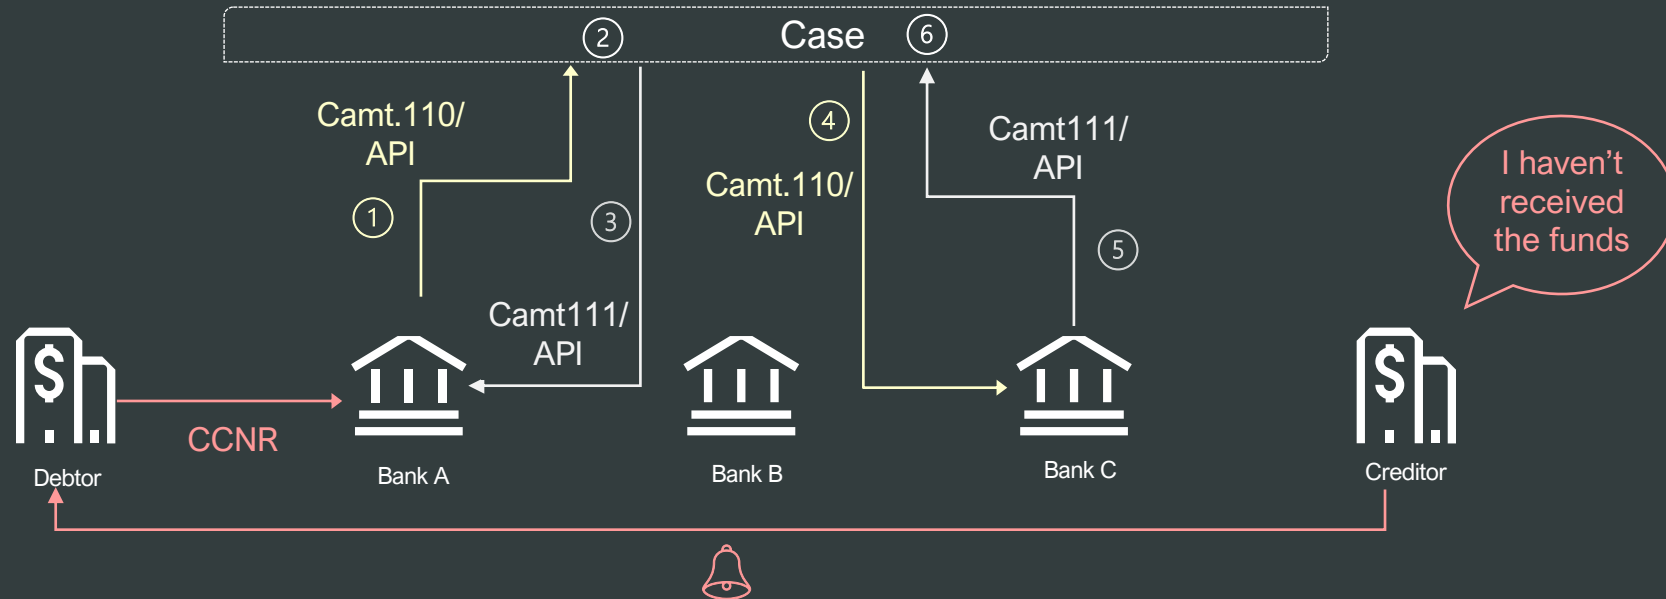 2
Case
6
Camt.110/
API
1
3
4
Camt.110/
API
Camt111/
API
5
I haven’t
received
the funds
Camt111/
API
CCNR
Debtor
Bank A
Bank B
Bank C
Creditor